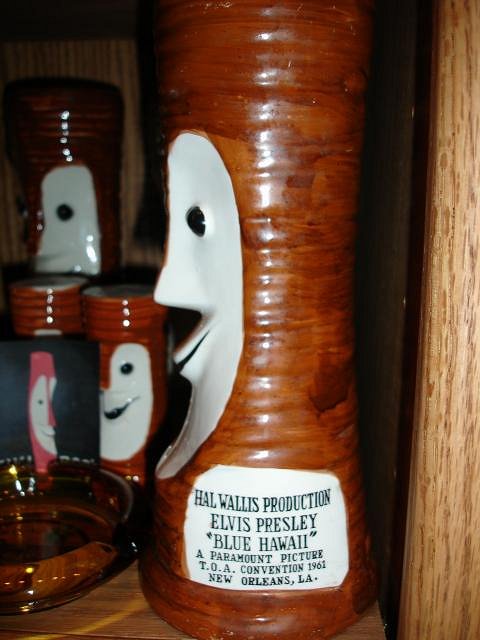 HAL WALLIS PRODUCTION
ELVIS PRESLEY
"BLUE HAWAII"
A PARAMOUNT PICTURE
T.O.A. CONVENTION 1961
NEW ORLEANS, LA.